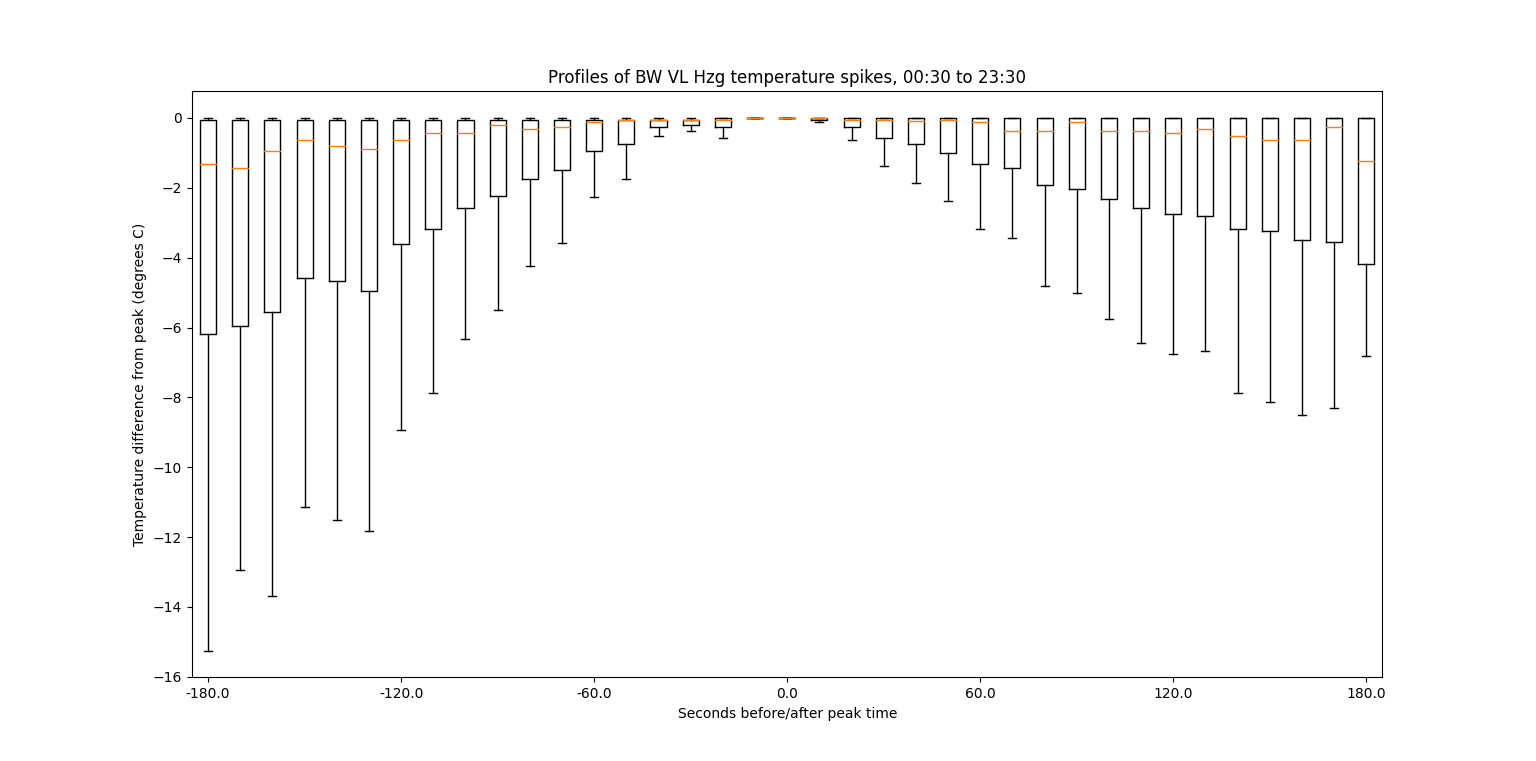 Profiles of BW VL Hzg temperature spikes, 00:30 to 23:30
0
−2
−4
−6
−8
−10
−12
−14
−16
Temperature difference from peak (degrees C)
-180.0 -120.0 -60.0 0.0 60.0 120.0 180.0
Seconds before/after peak time